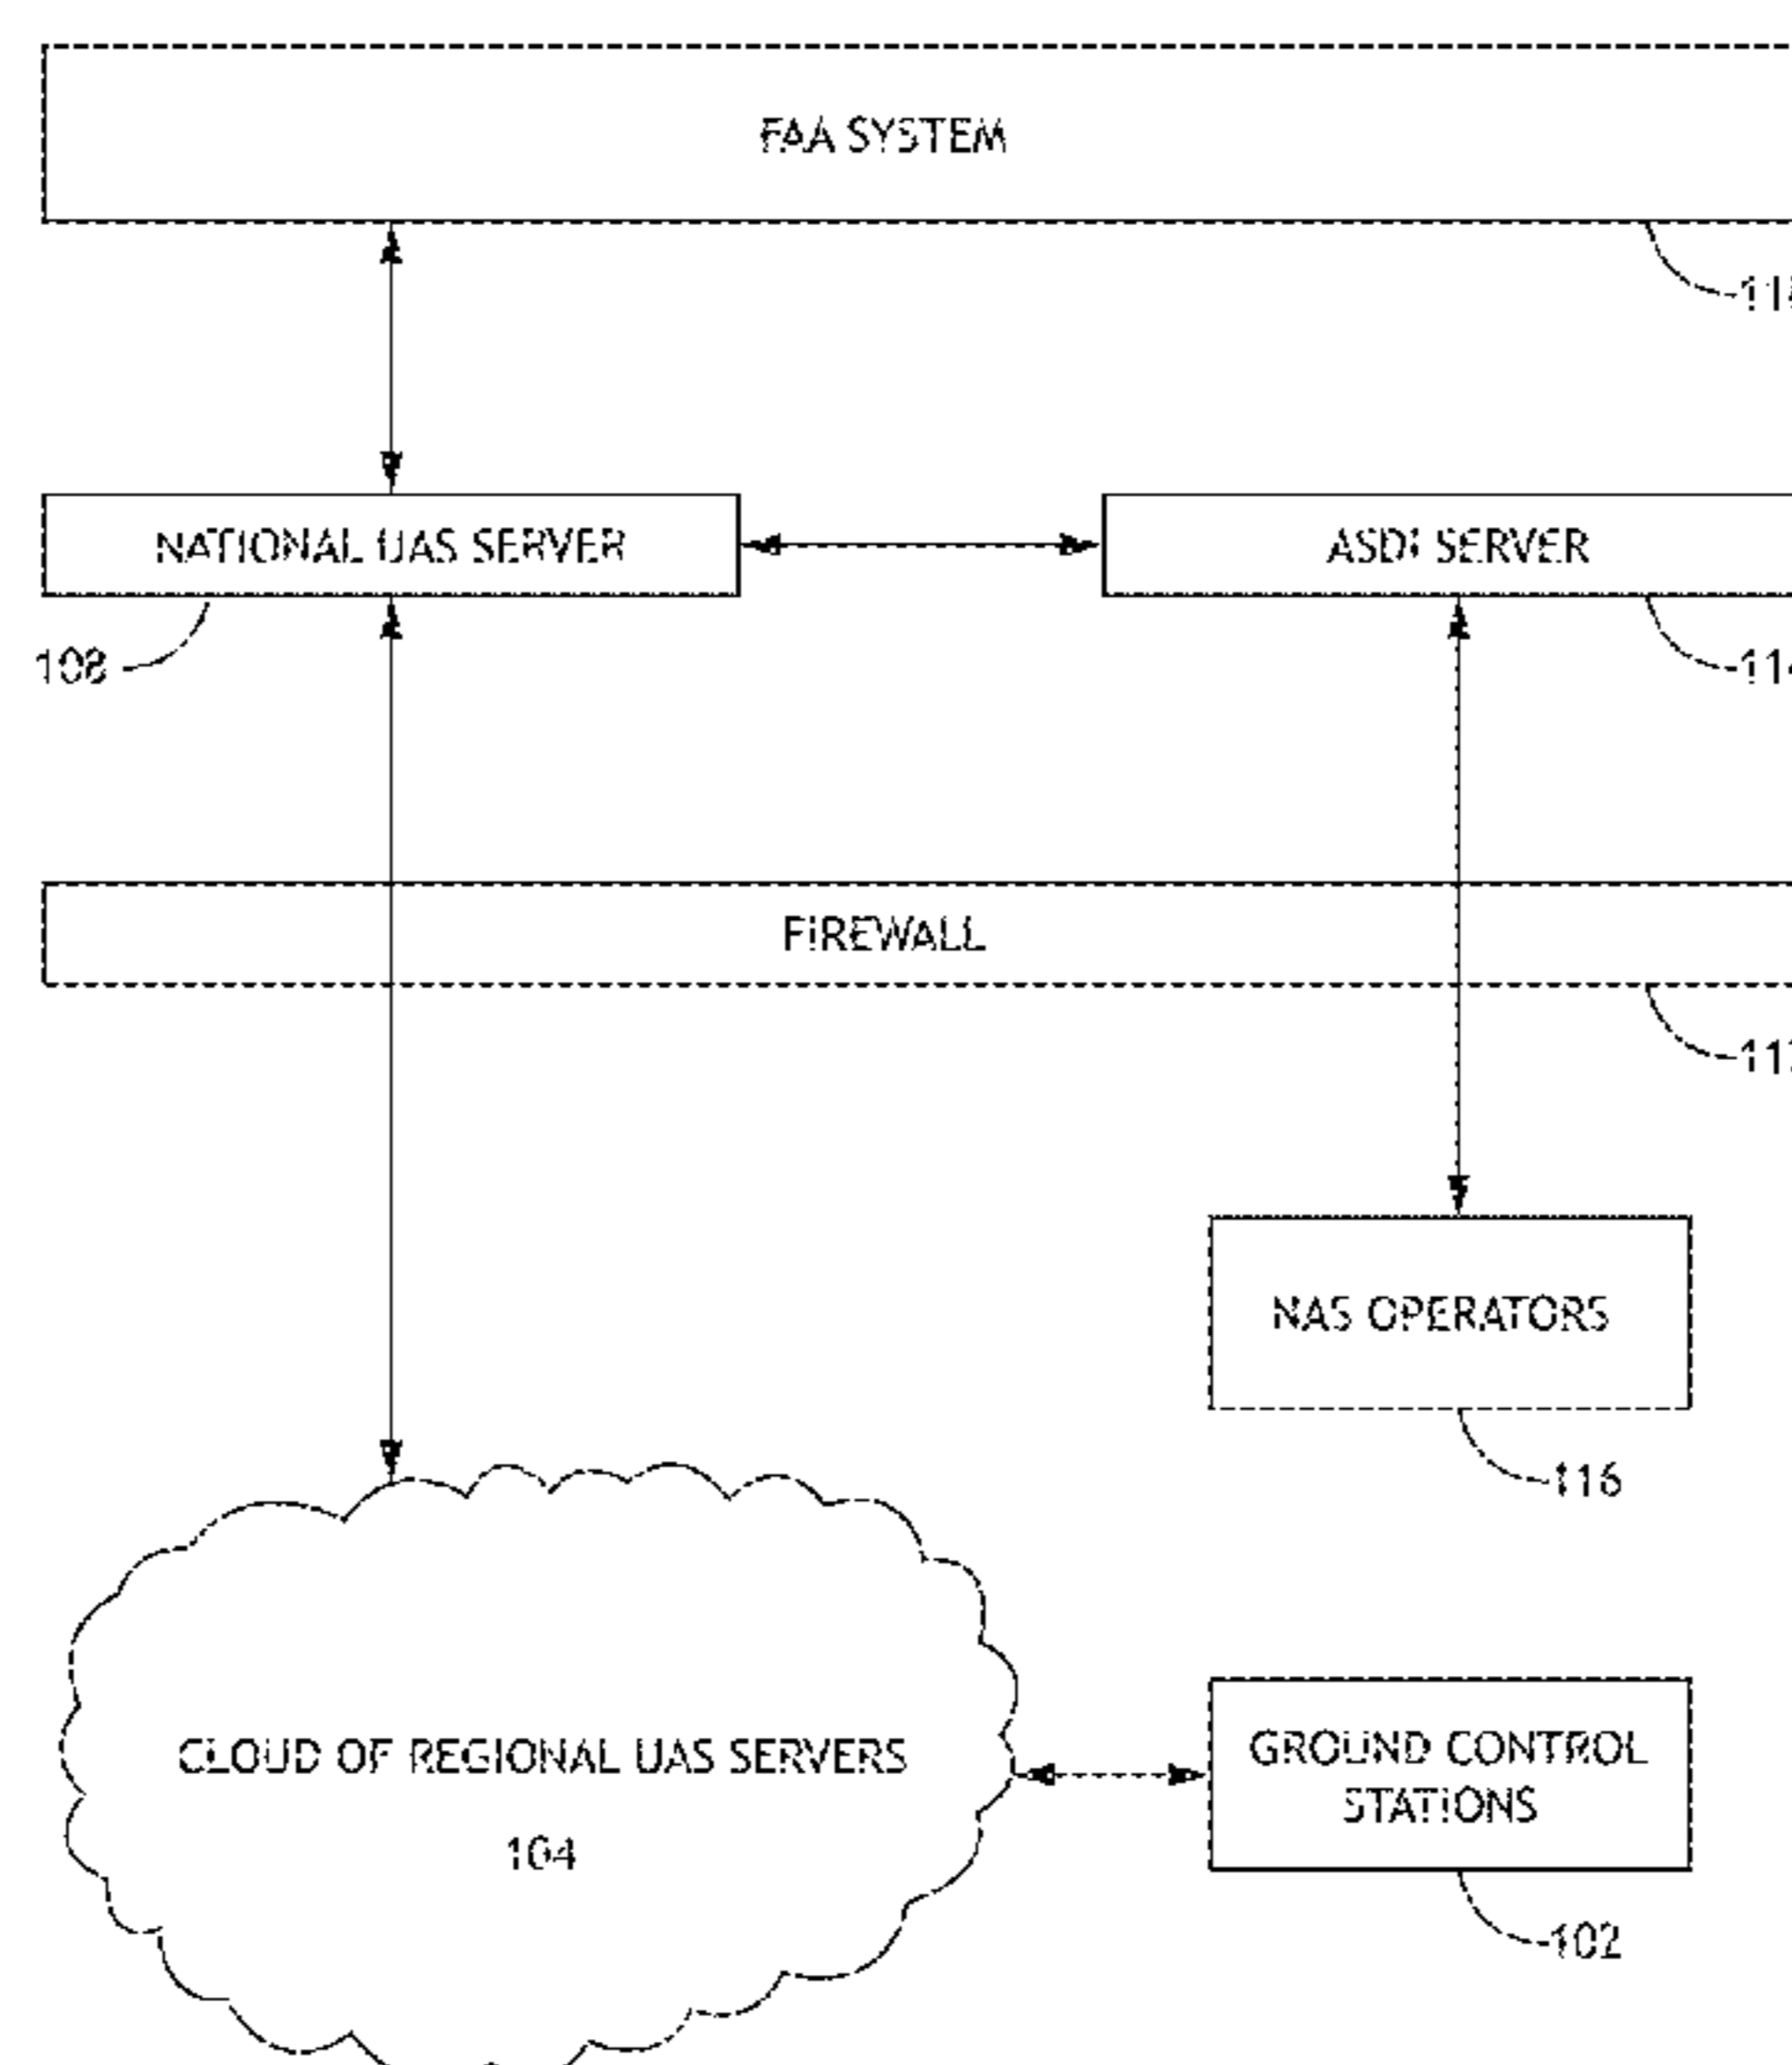 FAA SYSTEM
NATIONAL UAS SERVER
ASDI SERVER
108
FIREWALL
NAS OPERATORS
116
CLOUD OF REGIONAL UAS SERVERS
104
GROUND CONTROL
STATIONS
102